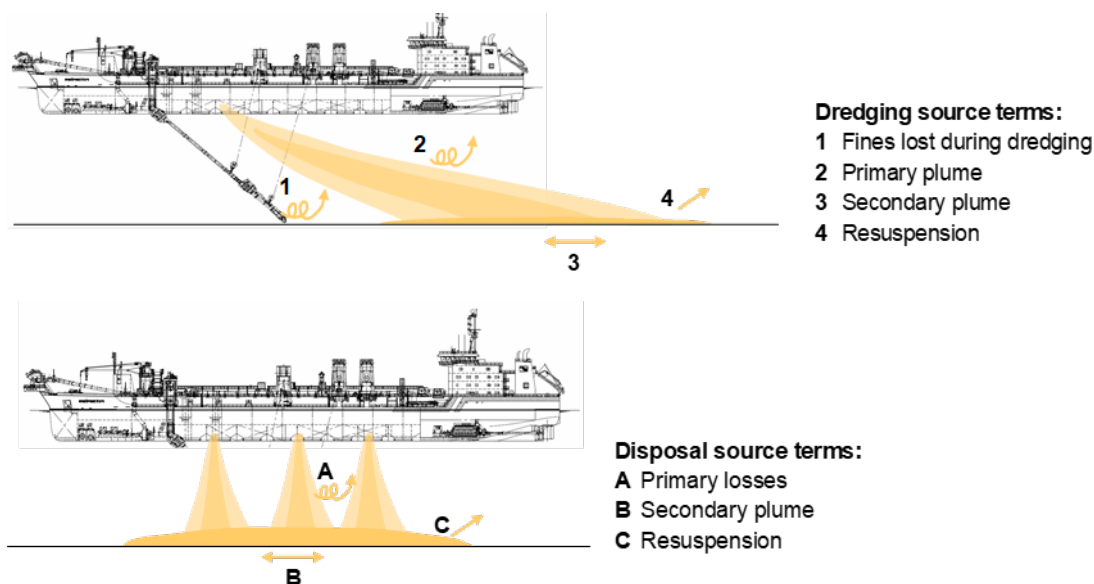 2
1
4
3
Dredging source terms:
1 Fines lost during dredging
2 Primary plume
3 Secondary plume
4 Resuspension
A
C
B
Disposal source terms:
A Primary losses
B Secondary plume
C Resuspension